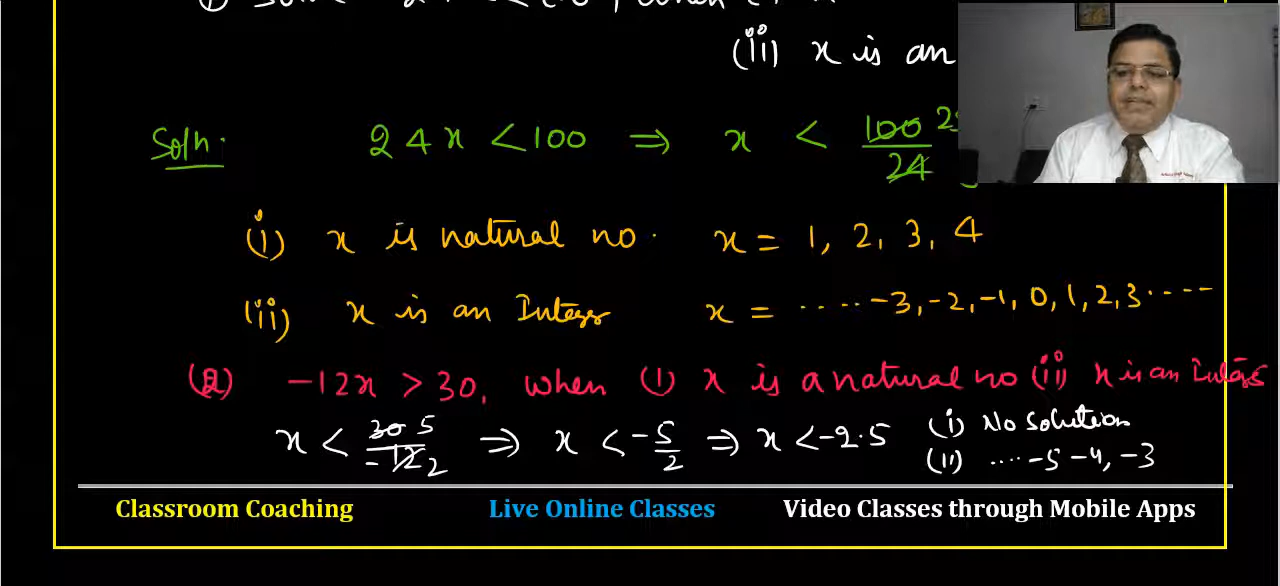 (ii) x is an
Soln. 24x < 100 ⇒ x < 100/24
(i) x is natural no. x = 1, 2, 3, 4
(ii) x is an Integer x = ..... -3, -2, -1, 0, 1, 2, 3 ....
(2) -12x > 30, when (i) x is a natural no (ii) x is an Integer
x < 30 5/-12 2 ⇒ x < -5/2 ⇒ x < -2.5 (i) No Solution
(ii) .... -5 -4, -3
Classroom Coaching Live Online Classes Video Classes through Mobile Apps